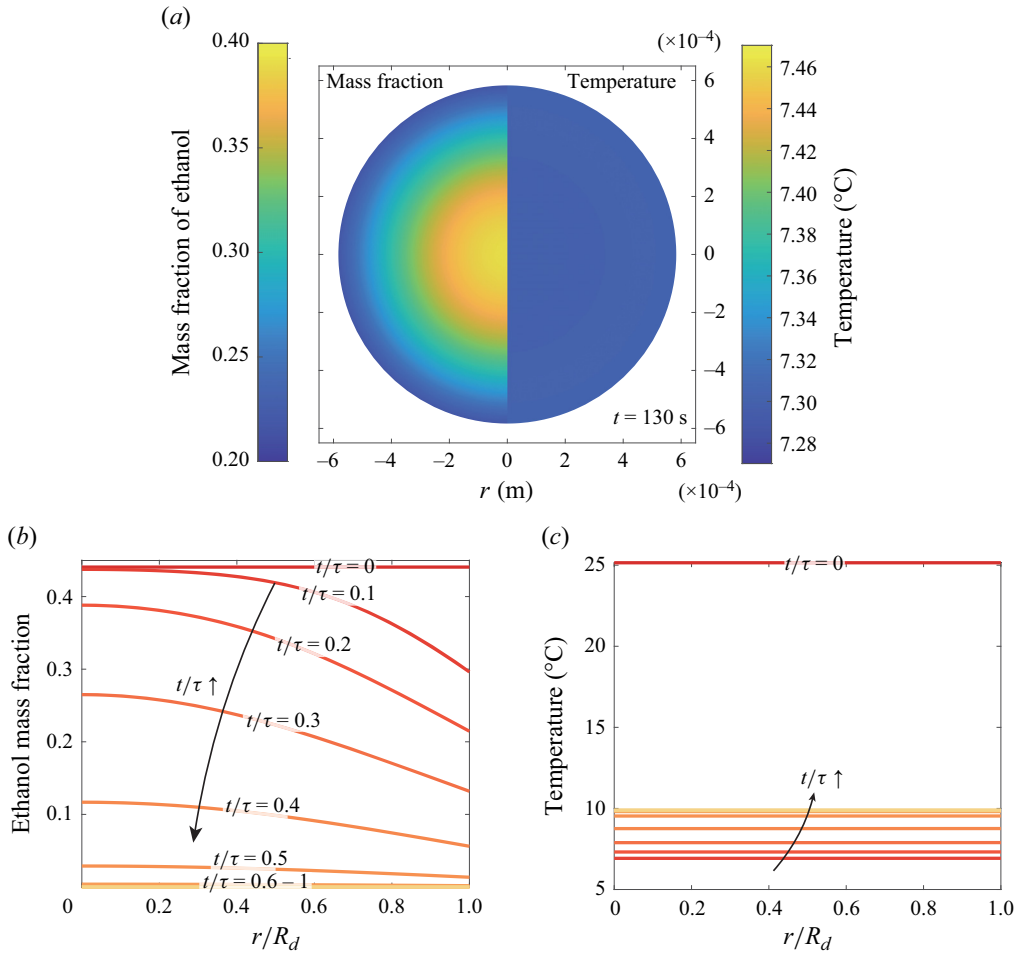 (a)
0.40
0.35
0.30
0.25
0.20
Mass fraction of ethanol
Mass fraction
Temperature
t = 130 s
–6
–4
–2
0
2
4
6
r (m)
(×10⁻⁴)
(×10⁻⁴)
6
4
2
0
–2
–4
–6
7.46
7.44
7.42
7.40
7.38
7.36
7.34
7.32
7.30
7.28
Temperature (°C)
(b)
Ethanol mass fraction
0.4
0.3
0.2
0.1
t/τ = 0
t/τ = 0.1
t/τ = 0.2
t/τ ↑
t/τ = 0.3
t/τ = 0.4
t/τ = 0.5
t/τ = 0.6 – 1
0
0.2
0.4
0.6
0.8
1.0
r/R_d
(c)
Temperature (°C)
25
20
15
10
5
t/τ = 0
t/τ ↑
0
0.2
0.4
0.6
0.8
1.0
r/R_d